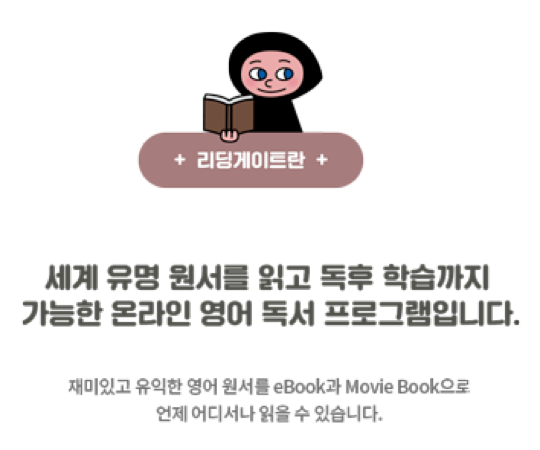 + 리딩게이트란 +
세계 유명 원서를 읽고 독후 학습까지
가능한 온라인 영어 독서 프로그램입니다.
재미있고 유익한 영어 원서를 eBook과 Movie Book으로
언제 어디서나 읽을 수 있습니다.